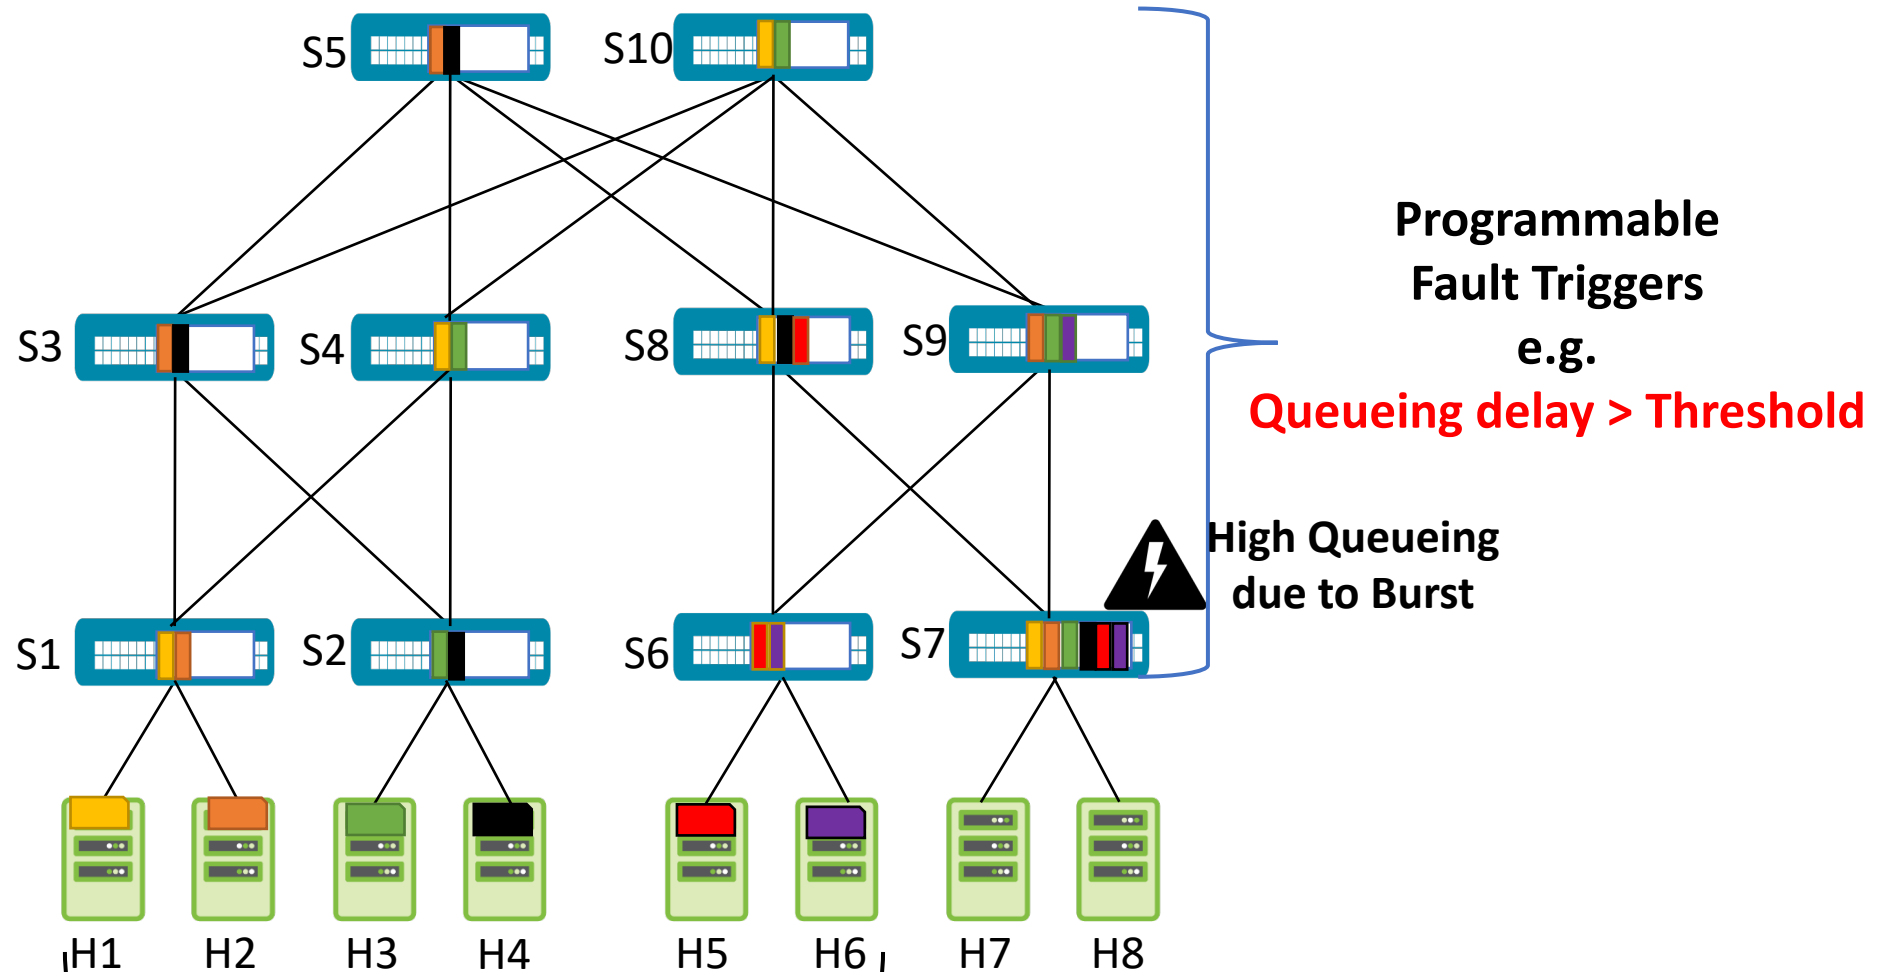 S5
S10
Programmable
Fault Triggers
e.g.
Queueing delay > Threshold
S3
S4
S8
S9
High Queueing
due to Burst
S1
S2
S6
S7
H1
H2
H3
H4
H5
H6
H7
H8